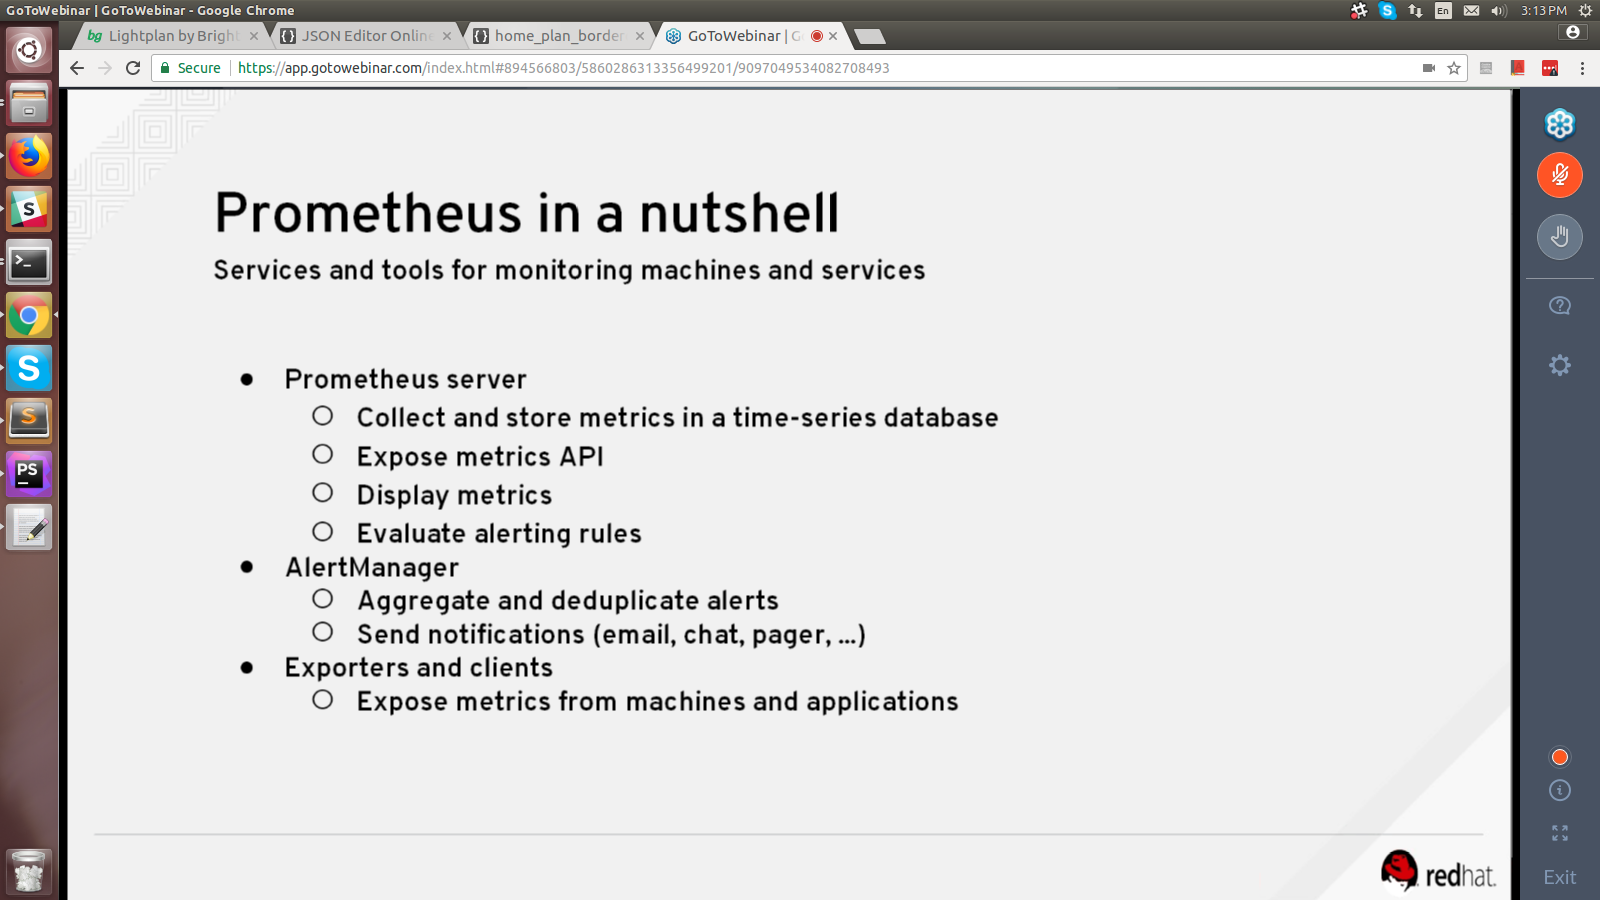 GoToWebinar | GoToWebinar - Google Chrome
En
3:13 PM
bg Lightplan by Brigh
JSON Editor Online
home_plan_border
GoToWebinar | G
Secure
https://app.gotowebinar.com/index.html#894566803/5860286313356499201/9097049534082708493
Prometheus in a nutshell
Services and tools for monitoring machines and services
● Prometheus server
○ Collect and store metrics in a time-series database
○ Expose metrics API
○ Display metrics
○ Evaluate alerting rules
● AlertManager
○ Aggregate and deduplicate alerts
○ Send notifications (email, chat, pager, ...)
● Exporters and clients
○ Expose metrics from machines and applications
redhat.
S
>_
S
S
PS
Exit